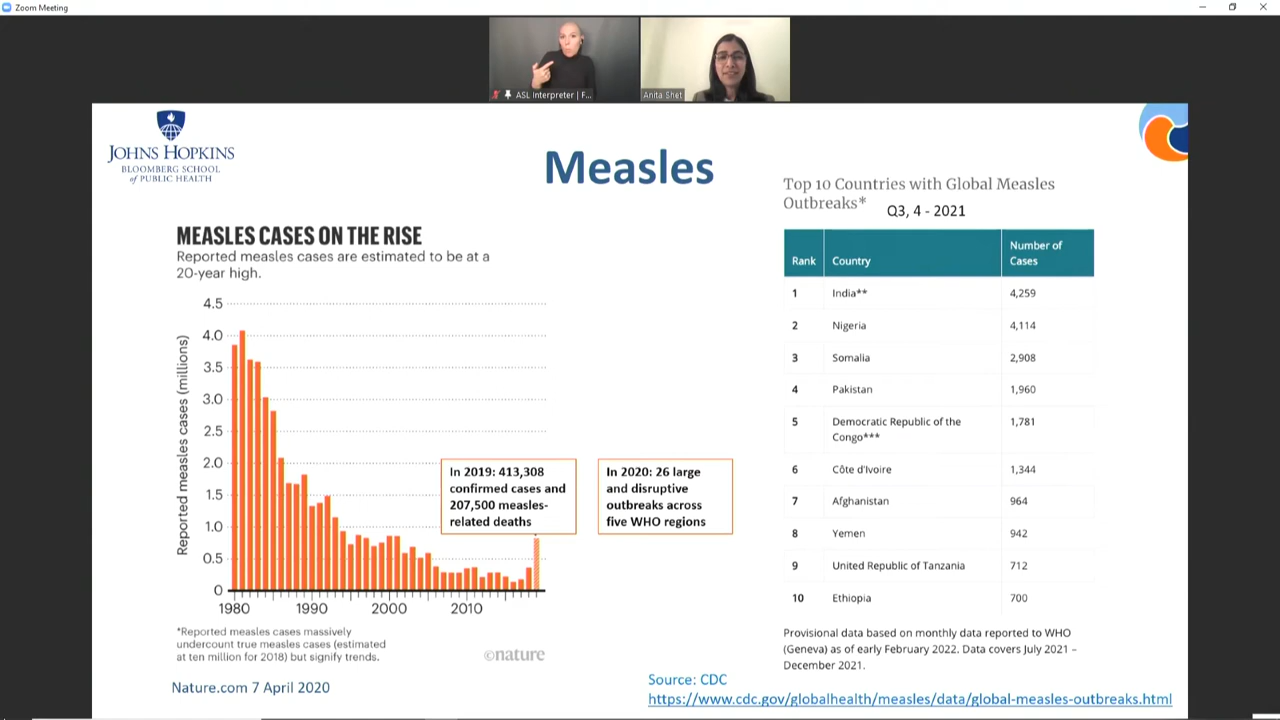 Zoom Meeting
ASL Interpreter | F...
Anita Shet
JOHNS HOPKINS
BLOOMBERG SCHOOL
of PUBLIC HEALTH
Measles
MEASLES CASES ON THE RISE
Reported measles cases are estimated to be at a
20-year high.
Reported measles cases (millions)
4.5
4.0
3.5
3.0
2.5
2.0
1.5
1.0
0.5
0
1980 1990 2000 2010
In 2019: 413,308
confirmed cases and
207,500 measles-
related deaths
In 2020: 26 large
and disruptive
outbreaks across
five WHO regions
*Reported measles cases massively
undercount true measles cases (estimated
at ten million for 2018) but signify trends.
©nature
Nature.com 7 April 2020
Top 10 Countries with Global Measles
Outbreaks*
Q3, 4 - 2021
Rank Country Number of
Cases
1 India** 4,259
2 Nigeria 4,114
3 Somalia 2,908
4 Pakistan 1,960
5 Democratic Republic of the 1,781
Congo***
6 Côte d'Ivoire 1,344
7 Afghanistan 964
8 Yemen 942
9 United Republic of Tanzania 712
10 Ethiopia 700
Provisional data based on monthly data reported to WHO
(Geneva) as of early February 2022. Data covers July 2021 –
December 2021.
Source: CDC
https://www.cdc.gov/globalhealth/measles/data/global-measles-outbreaks.html